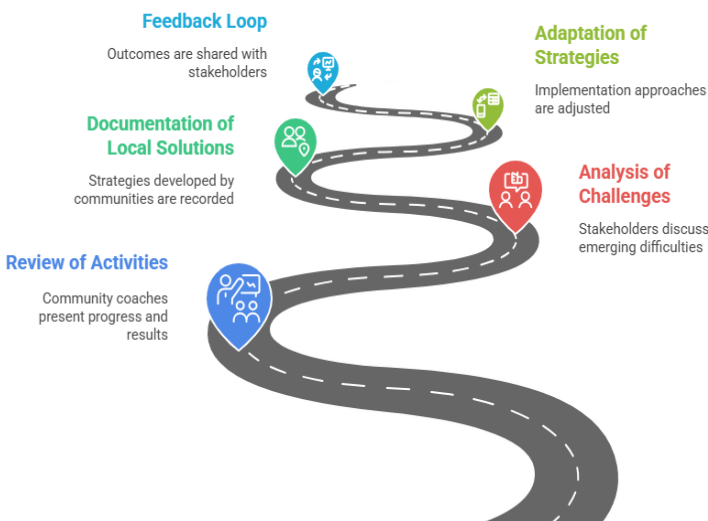 Feedback Loop
Outcomes are shared with
stakeholders
Adaptation of
Strategies
Implementation approaches
are adjusted
Documentation of
Local Solutions
Strategies developed by
communities are recorded
Analysis of
Challenges
Stakeholders discuss
emerging difficulties
Review of Activities
Community coaches
present progress and
results